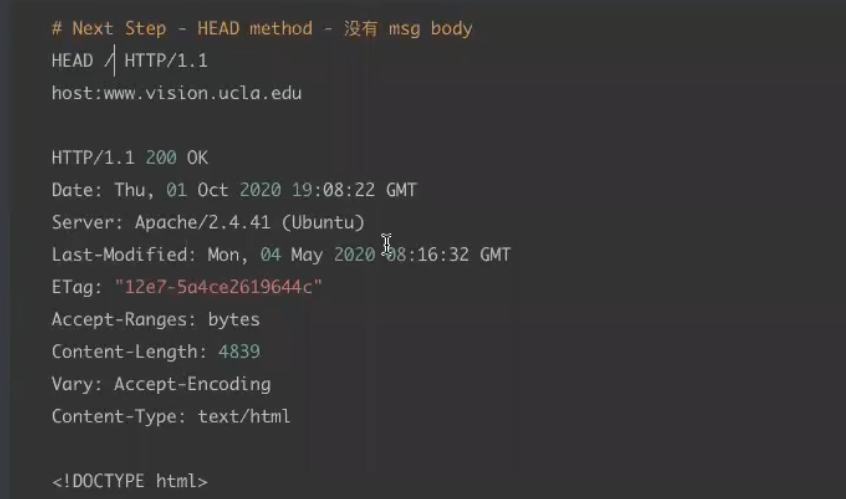 # Next Step - HEAD method - 没有 msg body
HEAD / HTTP/1.1
host:www.vision.ucla.edu
HTTP/1.1 200 OK
Date: Thu, 01 Oct 2020 19:08:22 GMT
Server: Apache/2.4.41 (Ubuntu)
Last-Modified: Mon, 04 May 2020 08:16:32 GMT
ETag: "12e7-5a4ce2619644c"
Accept-Ranges: bytes
Content-Length: 4839
Vary: Accept-Encoding
Content-Type: text/html
<!DOCTYPE html>